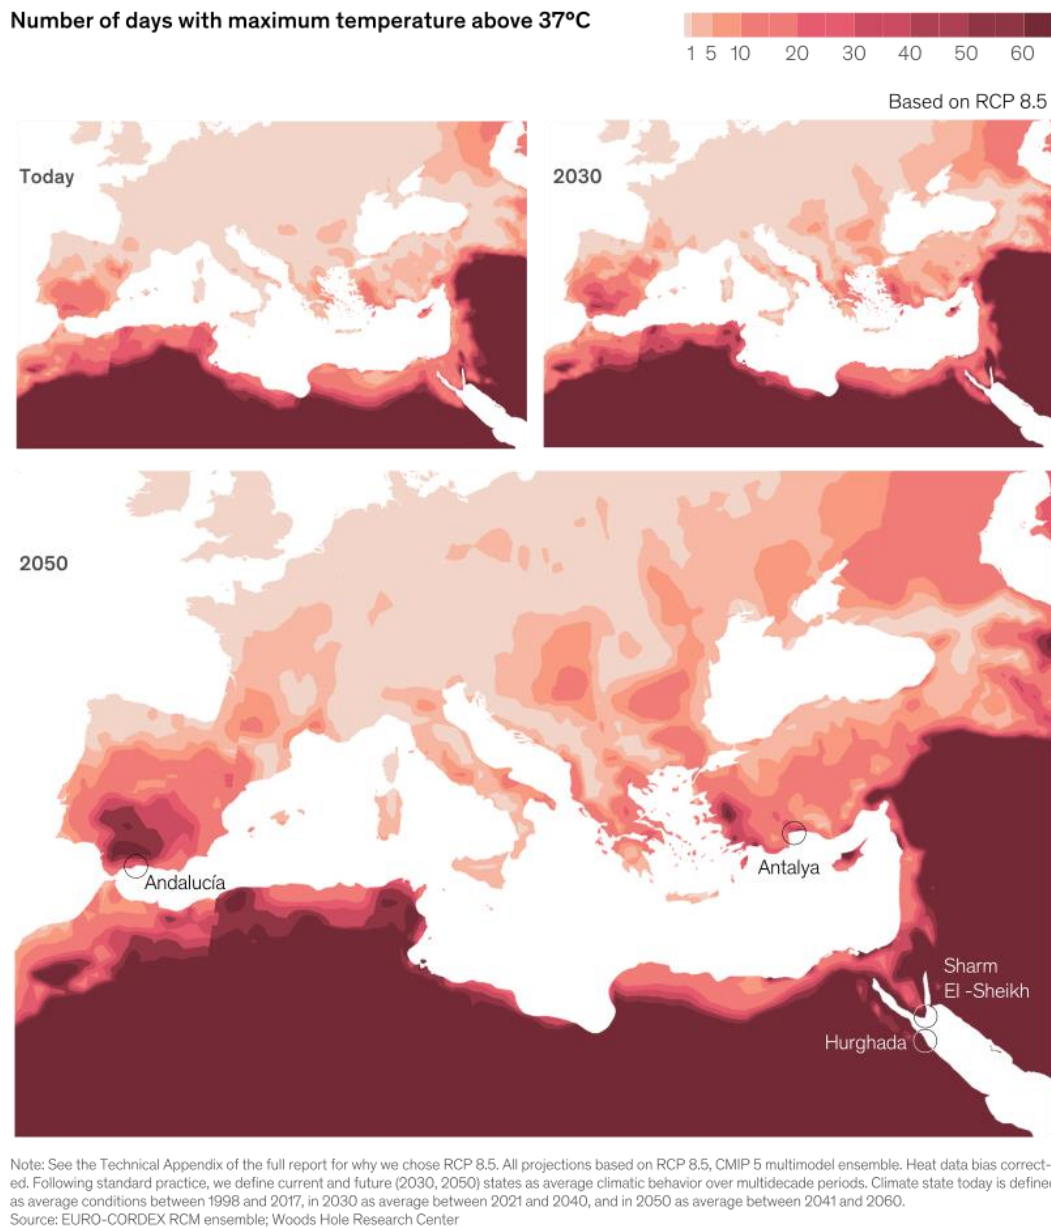 Number of days with maximum temperature above 37°C
1 5 10 20 30 40 50 60
Based on RCP 8.5
Today
2030
2050
Andalucía
Antalya
Sharm
El -Sheikh
Hurghada
Note: See the Technical Appendix of the full report for why we chose RCP 8.5. All projections based on RCP 8.5, CMIP 5 multimodel ensemble. Heat data bias correct-
ed. Following standard practice, we define current and future (2030, 2050) states as average climatic behavior over multidecade periods. Climate state today is defined
as average conditions between 1998 and 2017, in 2030 as average between 2021 and 2040, and in 2050 as average between 2041 and 2060.
Source: EURO-CORDEX RCM ensemble; Woods Hole Research Center